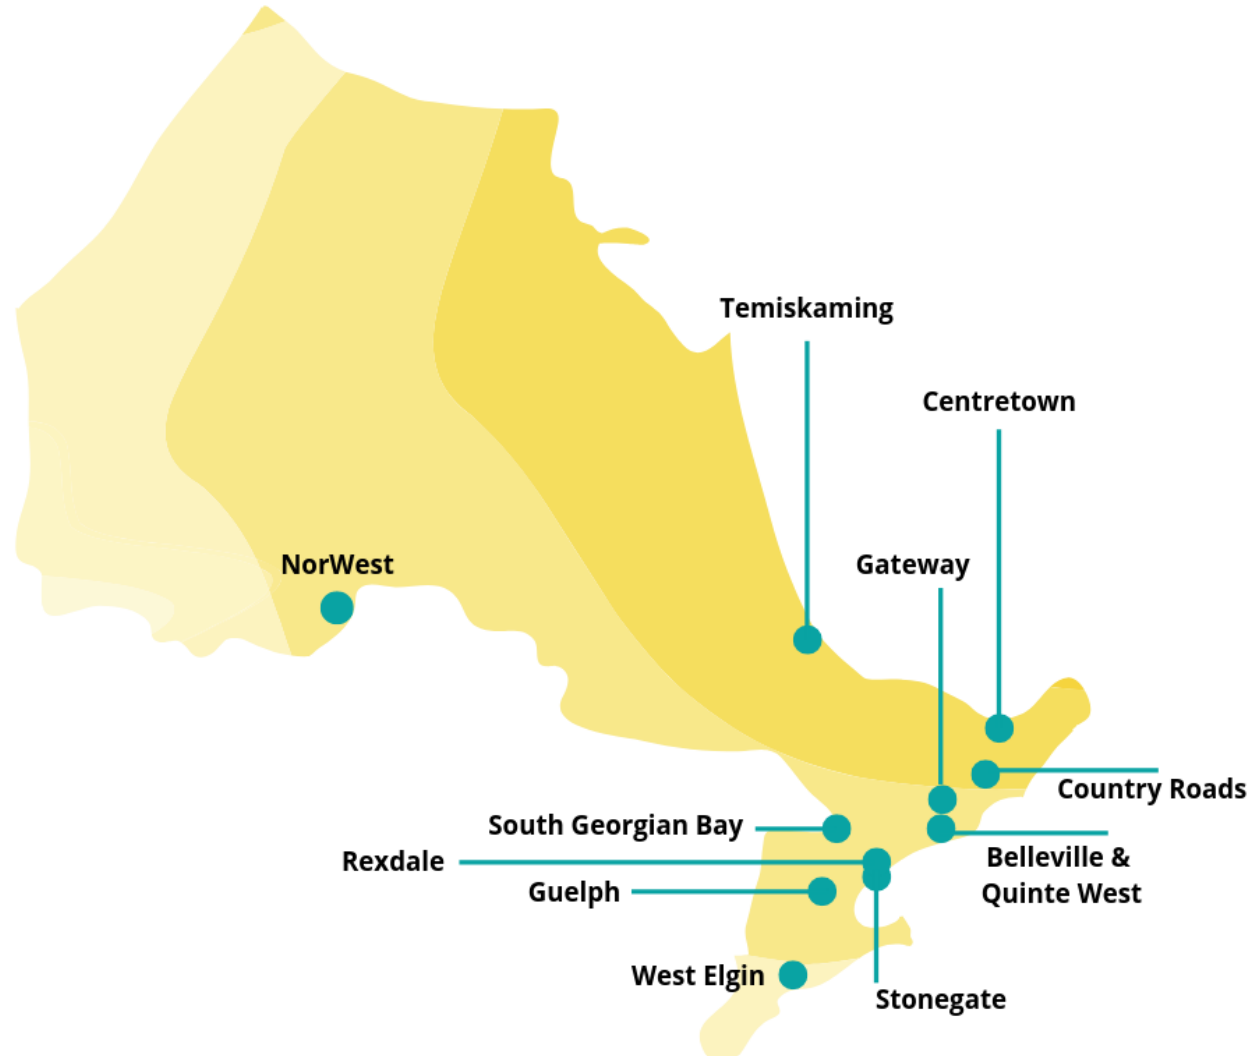 Temiskaming
Centretown
NorWest
Gateway
Country Roads
South Georgian Bay
Rexdale
Belleville &
Quinte West
Guelph
West Elgin
Stonegate